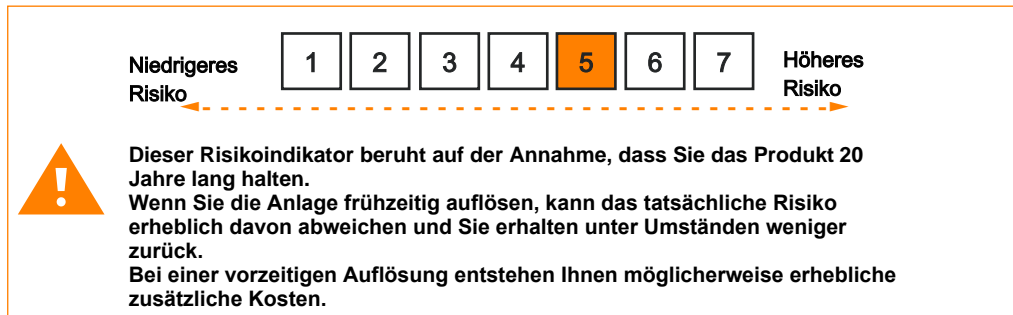 Niedrigeres Risiko
1 2 3 4 5 6 7
Höheres Risiko
!
Dieser Risikoindikator beruht auf der Annahme, dass Sie das Produkt 20
Jahre lang halten.
Wenn Sie die Anlage frühzeitig auflösen, kann das tatsächliche Risiko
erheblich davon abweichen und Sie erhalten unter Umständen weniger
zurück.
Bei einer vorzeitigen Auflösung entstehen Ihnen möglicherweise erhebliche
zusätzliche Kosten.